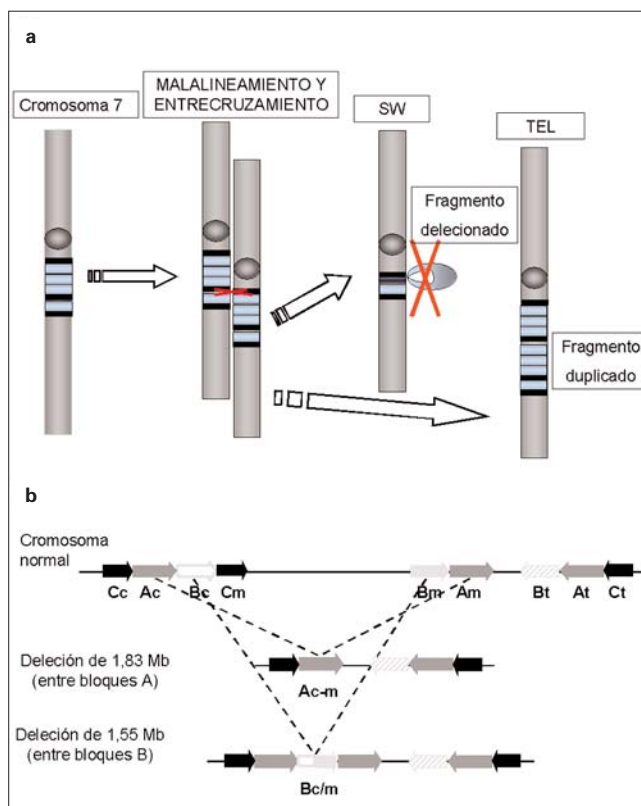 a
Cromosoma 7
MALALINEAMIENTO Y
ENTRECRUZAMIENTO
SW
TEL
Fragmento
delecionado
Fragmento
duplicado
b
Cromosoma
normal
Cc Ac Bc Cm Bm Am Bt At Ct
Deleción de 1,83 Mb
(entre bloques A)
Ac-m
Deleción de 1,55 Mb
(entre bloques B)
Bc/m